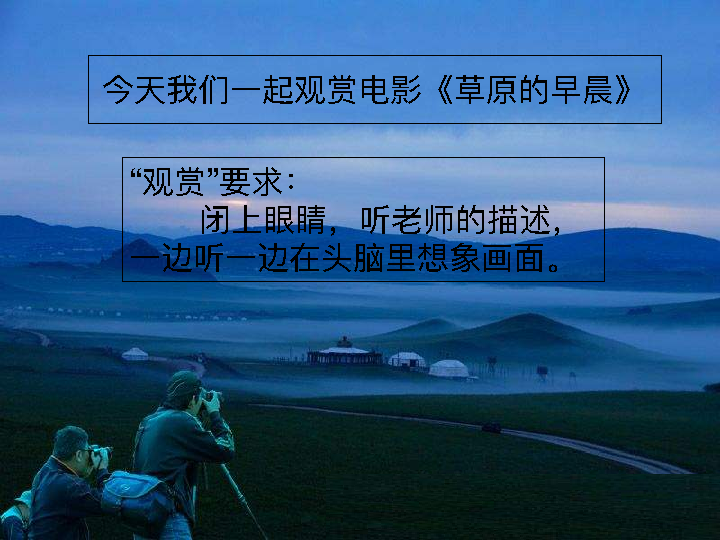 今天我们一起观赏电影《草原的早晨》
“观赏”要求：
闭上眼睛，听老师的描述，
一边听一边在头脑里想象画面。